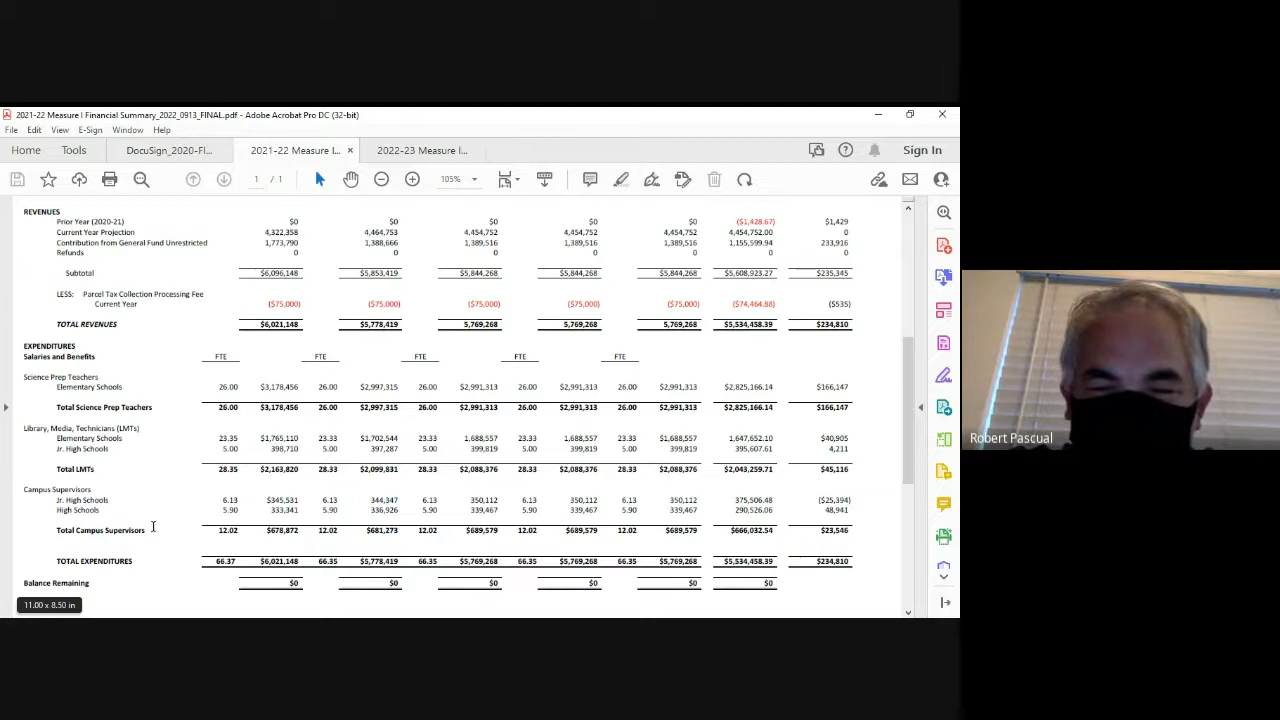 2021-22 Measure I Financial Summary_2022_0913_FINAL.pdf - Adobe Acrobat Pro DC (32-bit)
File Edit View E-Sign Window Help
Home Tools DocuSign_2020-FI... 2021-22 Measure I... × 2022-23 Measure I... Sign In
1 / 1 105%
REVENUES
Prior Year (2020-21) $0 $0 $0 $0 $0 ($1,428.67) $1,429
Current Year Projection 4,322,358 4,464,753 4,454,752 4,454,752 4,454,752 4,454,752.00 0
Contribution from General Fund Unrestricted 1,773,790 1,388,666 1,389,516 1,389,516 1,389,516 1,155,599.94 233,916
Refunds 0 0 0 0 0 0 0
Subtotal $6,096,148 $5,853,419 $5,844,268 $5,844,268 $5,844,268 $5,608,923.27 $235,345
LESS: Parcel Tax Collection Processing Fee
Current Year ($75,000) ($75,000) ($75,000) ($75,000) ($75,000) ($74,464.88) ($535)
TOTAL REVENUES $6,021,148 $5,778,419 5,769,268 5,769,268 5,769,268 $5,534,458.39 $234,810
EXPENDITURES
Salaries and Benefits FTE FTE FTE FTE FTE
Science Prep Teachers
Elementary Schools 26.00 $3,178,456 26.00 $2,997,315 26.00 $2,991,313 26.00 $2,991,313 26.00 $2,991,313 $2,825,166.14 $166,147
Total Science Prep Teachers 26.00 $3,178,456 26.00 $2,997,315 26.00 $2,991,313 26.00 $2,991,313 26.00 $2,991,313 $2,825,166.14 $166,147
Library, Media, Technicians (LMTs)
Elementary Schools 23.35 $1,765,110 23.33 $1,702,544 23.33 1,688,557 23.33 1,688,557 23.33 $1,688,557 1,647,652.10 $40,905
Jr. High Schools 5.00 398,710 5.00 397,287 5.00 399,819 5.00 399,819 5.00 399,819 395,607.61 4,211
Total LMTs 28.35 $2,163,820 28.33 $2,099,831 28.33 $2,088,376 28.33 $2,088,376 28.33 $2,088,376 $2,043,259.71 $45,116
Campus Supervisors
Jr. High Schools 6.13 $345,531 6.13 344,347 6.13 350,112 6.13 350,112 6.13 350,112 375,506.48 ($25,394)
High Schools 5.90 333,341 5.90 336,926 5.90 339,467 5.90 339,467 5.90 339,467 290,526.06 48,941
Total Campus Supervisors 12.02 $678,872 12.02 $681,273 12.02 $689,579 12.02 $689,579 12.02 $689,579 $666,032.54 $23,546
TOTAL EXPENDITURES 66.37 $6,021,148 66.35 $5,778,419 66.35 $5,769,268 66.35 $5,769,268 66.35 $5,769,268 $5,534,458.39 $234,810
Balance Remaining $0 $0 $0 $0 $0 $0
11.00 x 8.50 in
Robert Pascual